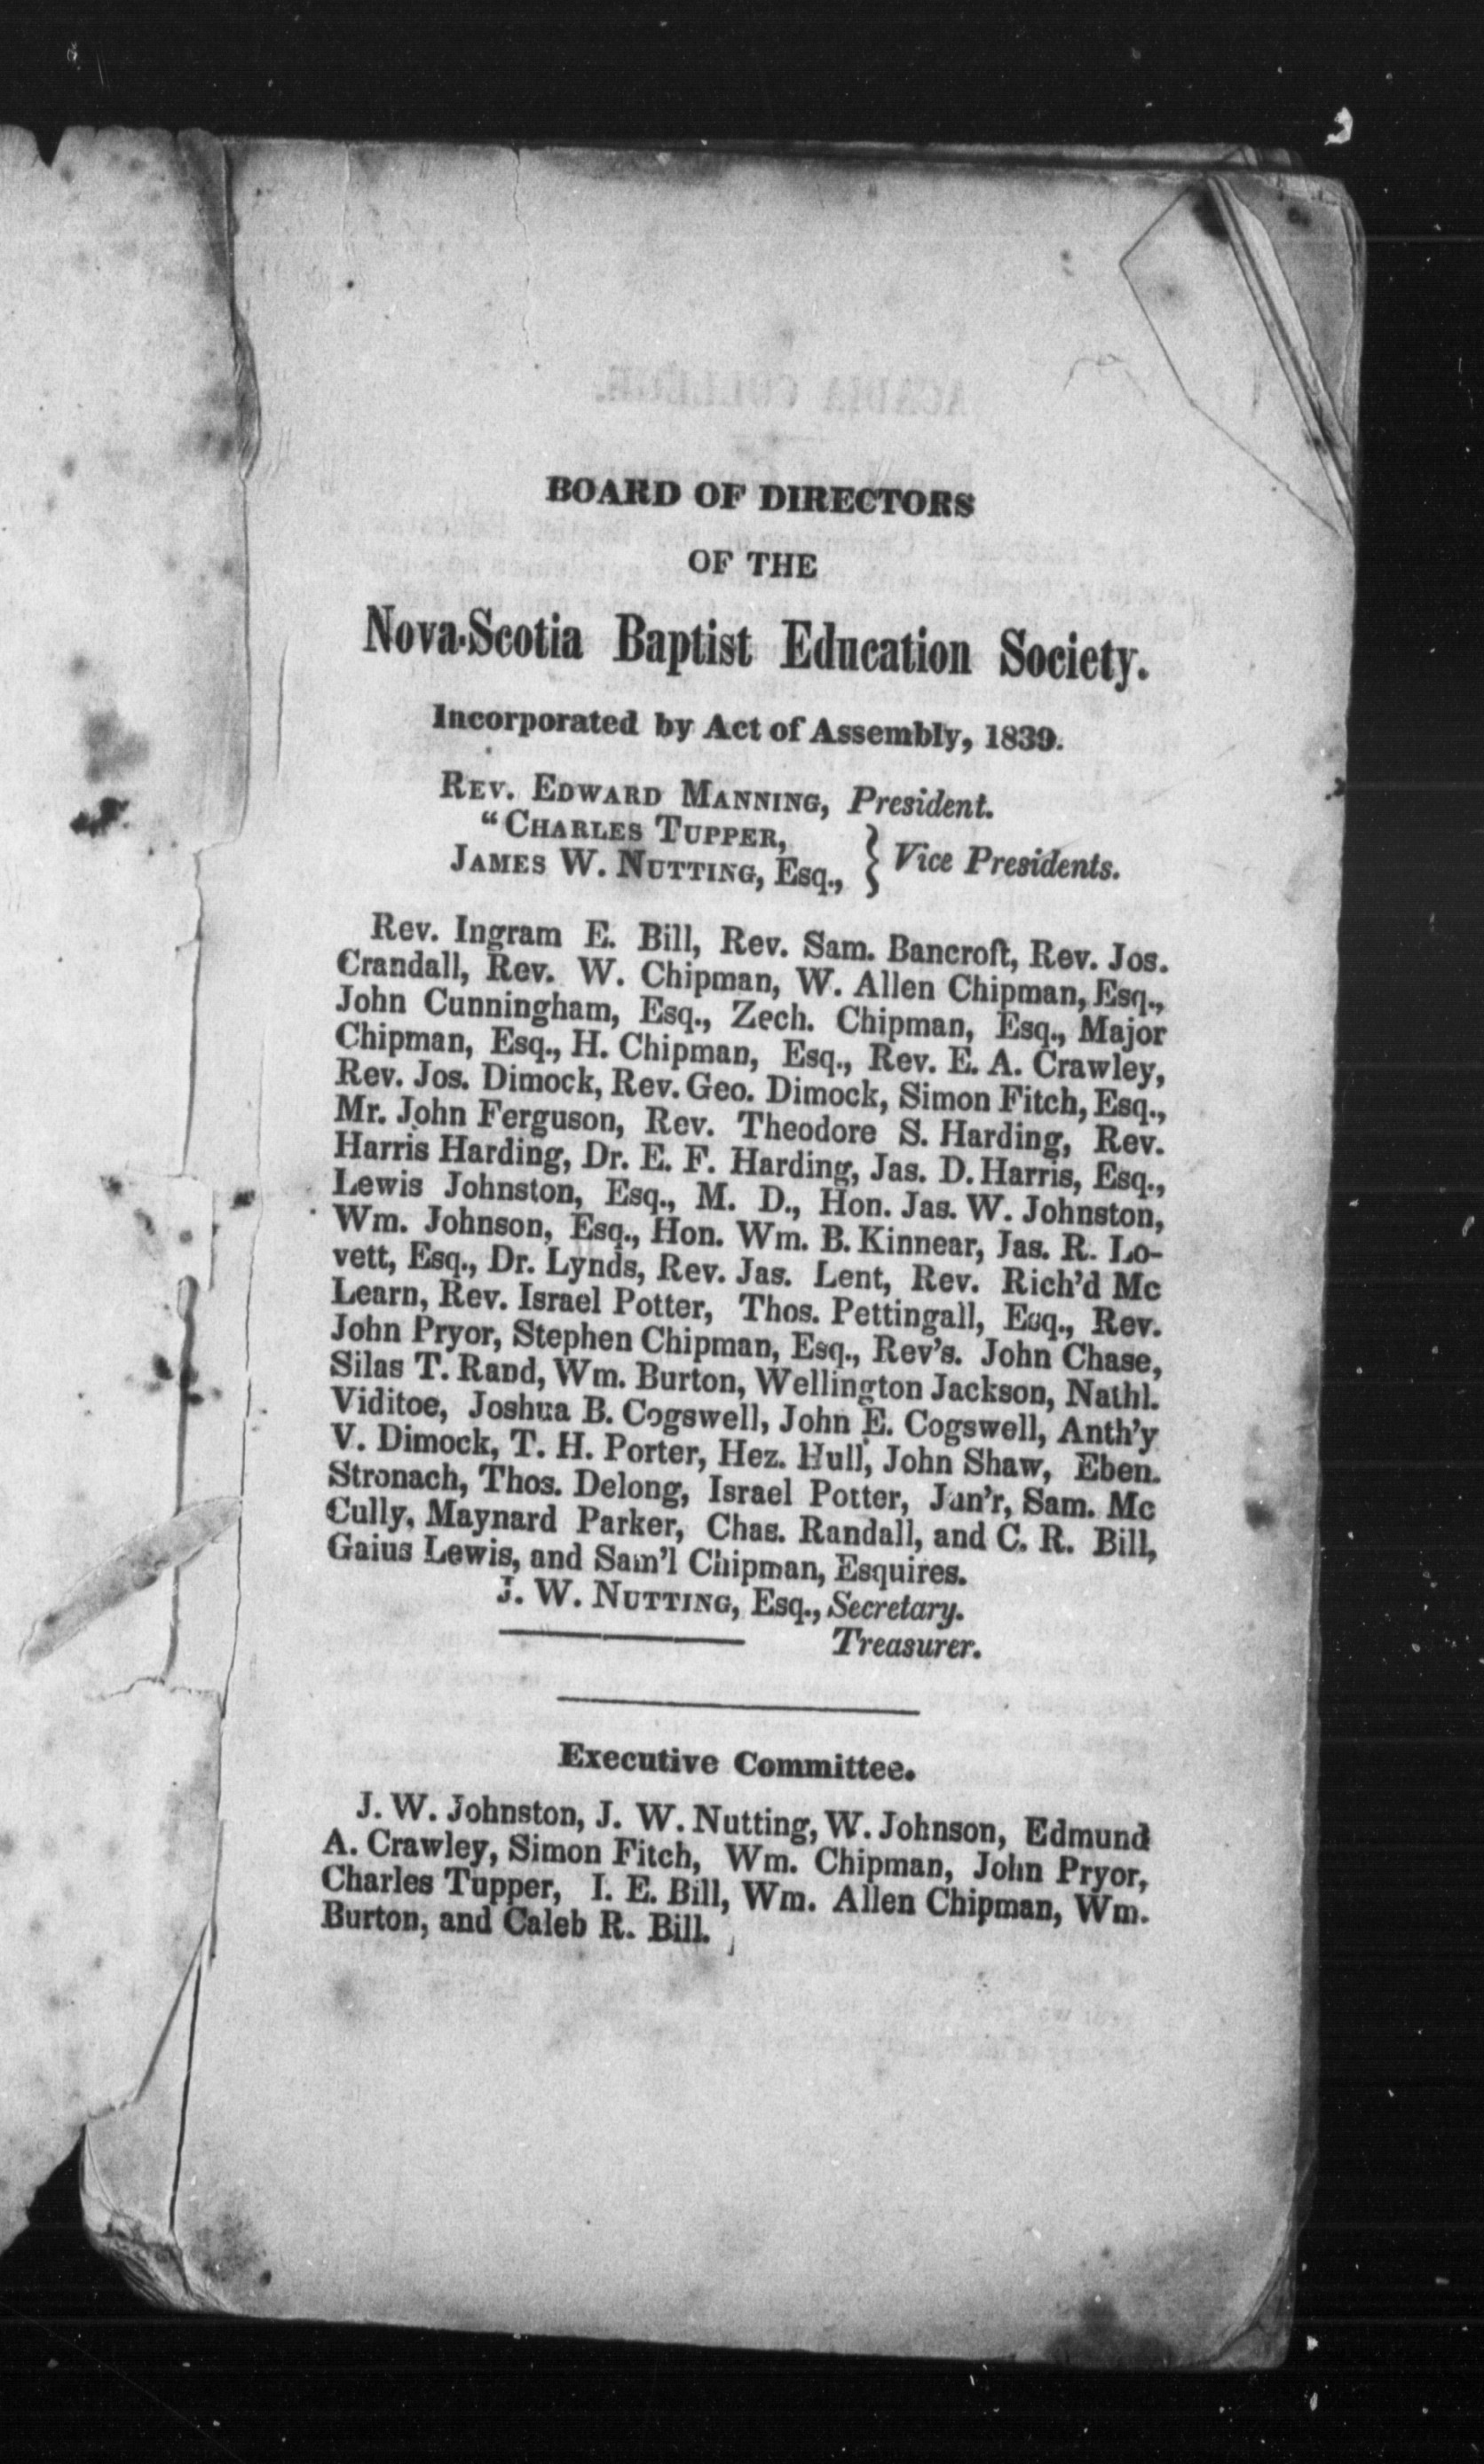 BOARD OF DIRECTORS
OF THE
Nova-Scotia Baptist Education Society.
Incorporated by Act of Assembly, 1839.
REV. EDWARD MANNING, President.
“ CHARLES TUPPER,
JAMES W. NUTTING, Esq., } Vice Presidents.
Rev. Ingram E. Bill, Rev. Sam. Bancroft, Rev. Jos.
Crandall, Rev. W. Chipman, W. Allen Chipman, Esq.,
John Cunningham, Esq., Zech. Chipman, Esq., Major
Chipman, Esq., H. Chipman, Esq., Rev. E. A. Crawley,
Rev. Jos. Dimock, Rev. Geo. Dimock, Simon Fitch, Esq.,
Mr. John Ferguson, Rev. Theodore S. Harding, Rev.
Harris Harding, Dr. E. F. Harding, Jas. D. Harris, Esq.,
Lewis Johnston, Esq., M. D., Hon. Jas. W. Johnston,
Wm. Johnson, Esq., Hon. Wm. B. Kinnear, Jas. R. Lo-
vett, Esq., Dr. Lynds, Rev. Jas. Lent, Rev. Rich'd Mc
Learn, Rev. Israel Potter, Thos. Pettingall, Esq., Rev.
John Pryor, Stephen Chipman, Esq., Rev's. John Chase,
Silas T. Rand, Wm. Burton, Wellington Jackson, Nathl.
Viditoe, Joshua B. Cogswell, John E. Cogswell, Anth'y
V. Dimock, T. H. Porter, Hez. Hull, John Shaw, Eben.
Stronach, Thos. Delong, Israel Potter, Jun'r, Sam. Mc
Cully, Maynard Parker, Chas. Randall, and C. R. Bill,
Gaius Lewis, and Sam'l Chipman, Esquires.
J. W. NUTTING, Esq., Secretary.
Treasurer.
Executive Committee.
J. W. Johnston, J. W. Nutting, W. Johnson, Edmund
A. Crawley, Simon Fitch, Wm. Chipman, John Pryor,
Charles Tupper, I. E. Bill, Wm. Allen Chipman, Wm.
Burton, and Caleb R. Bill.